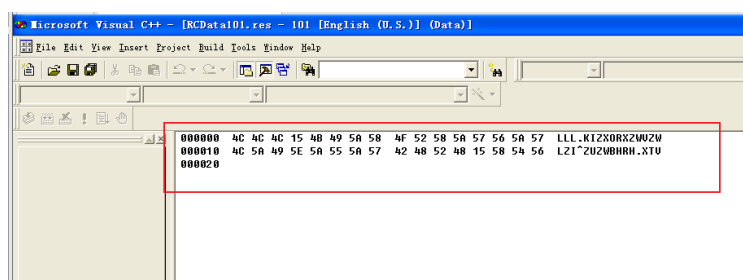 Microsoft Visual C++ - [RCData101.res - 101 [English (U.S.)] (Data)]
File Edit View Insert Project Build Tools Window Help
000000 4C 4C 4C 15 4B 49 5A 58 4F 52 58 5A 57 56 5A 57 LLL.KIZXORXZWVZW
000010 4C 5A 49 5E 5A 55 5A 57 42 48 52 48 15 58 54 56 LZI^ZUZWBHRH.XTV
000020